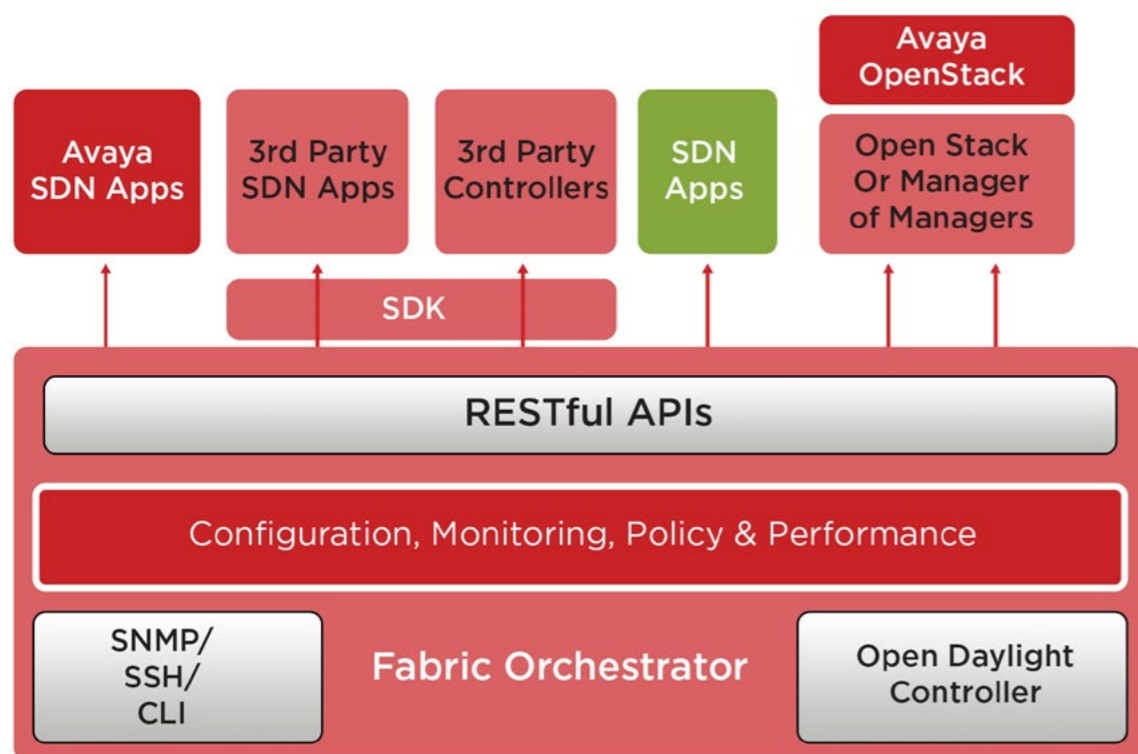 Avaya
OpenStack
Avaya
SDN Apps
3rd Party
SDN Apps
3rd Party
Controllers
SDN
Apps
Open Stack
Or Manager
of Managers
SDK
RESTful APIs
Configuration, Monitoring, Policy & Performance
SNMP/
SSH/
CLI
Fabric Orchestrator
Open Daylight
Controller